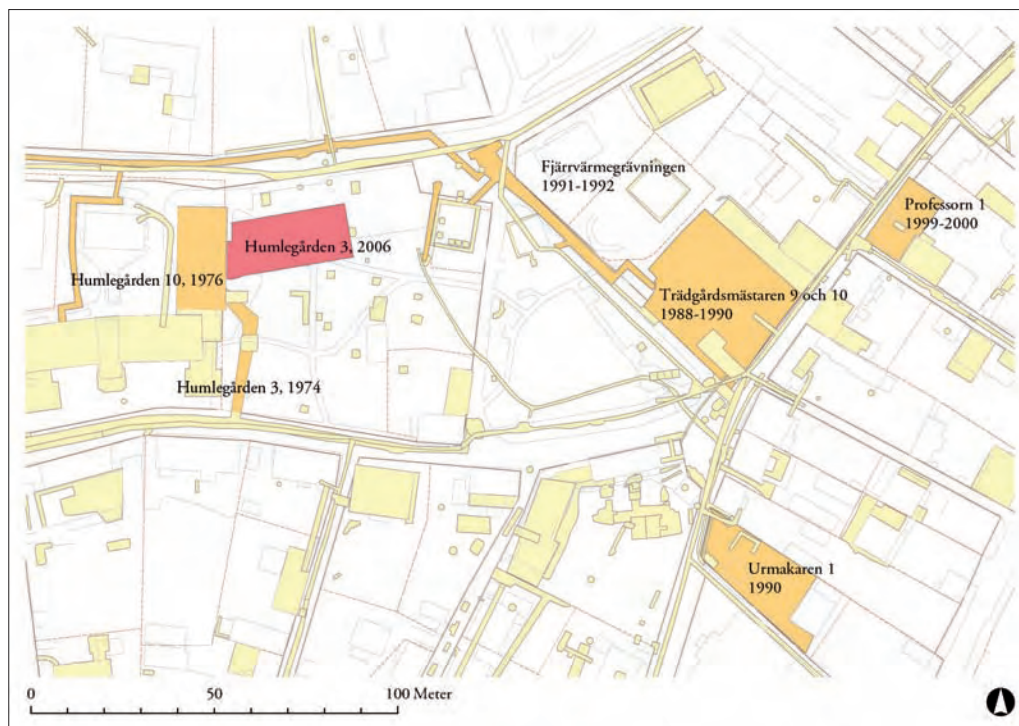 Fjärrvärmegrävningen
1991-1992
Professorn 1
1999-2000
Humlegården 3, 2006
Humlegården 10, 1976
Trädgårdsmästaren 9 och 10
1988-1990
Humlegården 3, 1974
Urmakaren 1
1990
0 50 100 Meter